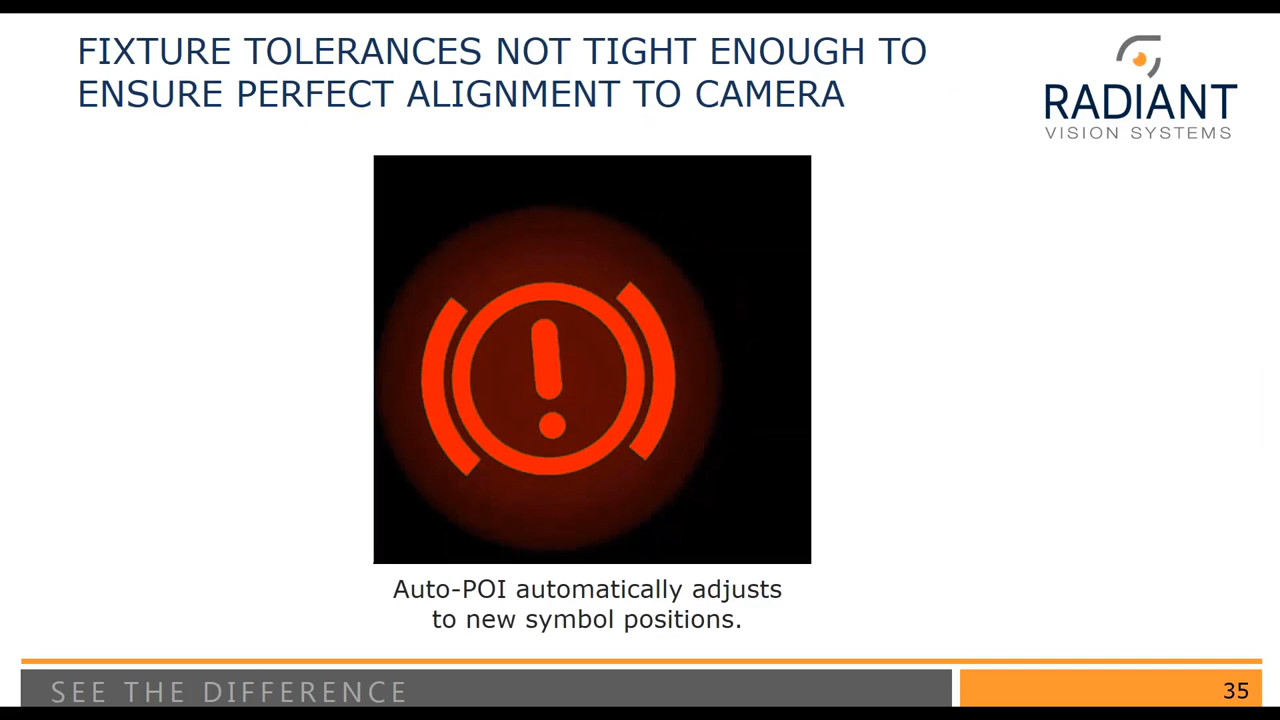 FIXTURE TOLERANCES NOT TIGHT ENOUGH TO
ENSURE PERFECT ALIGNMENT TO CAMERA
RADIANT
VISION SYSTEMS
!
Auto-POI automatically adjusts
to new symbol positions.
SEE THE DIFFERENCE
35